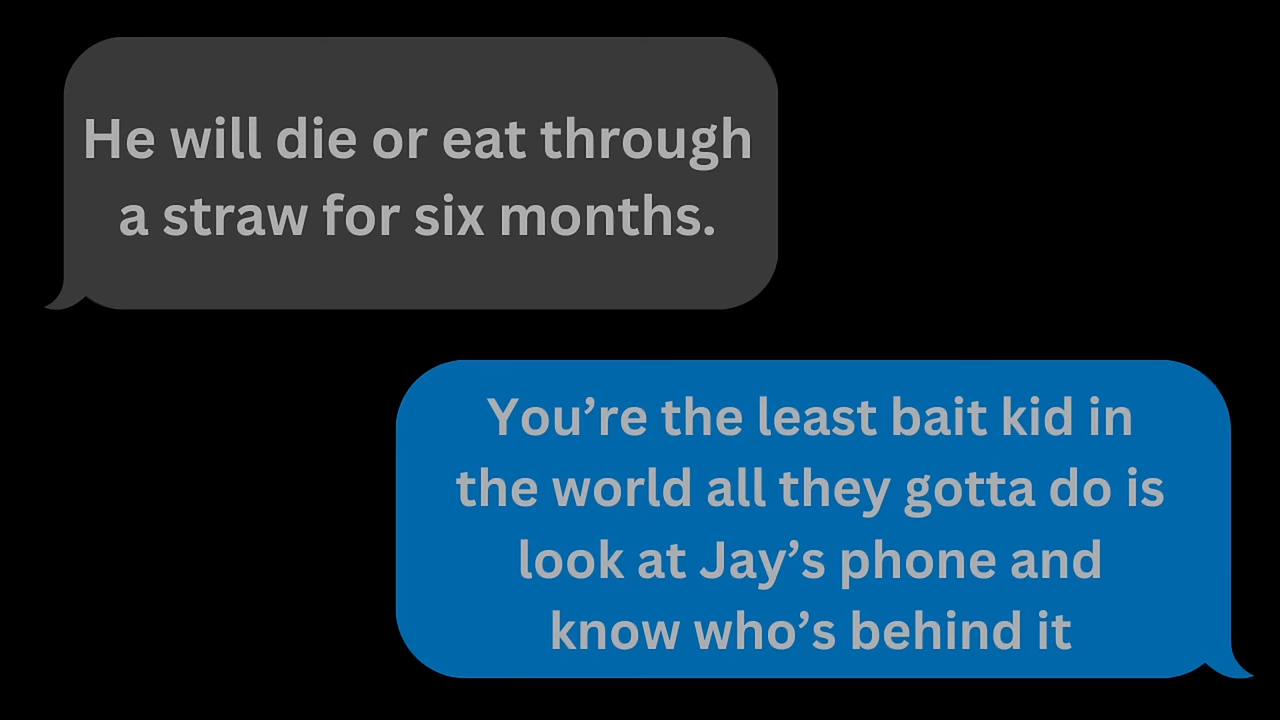 He will die or eat through
a straw for six months.
You’re the least bait kid in
the world all they gotta do is
look at Jay’s phone and
know who’s behind it